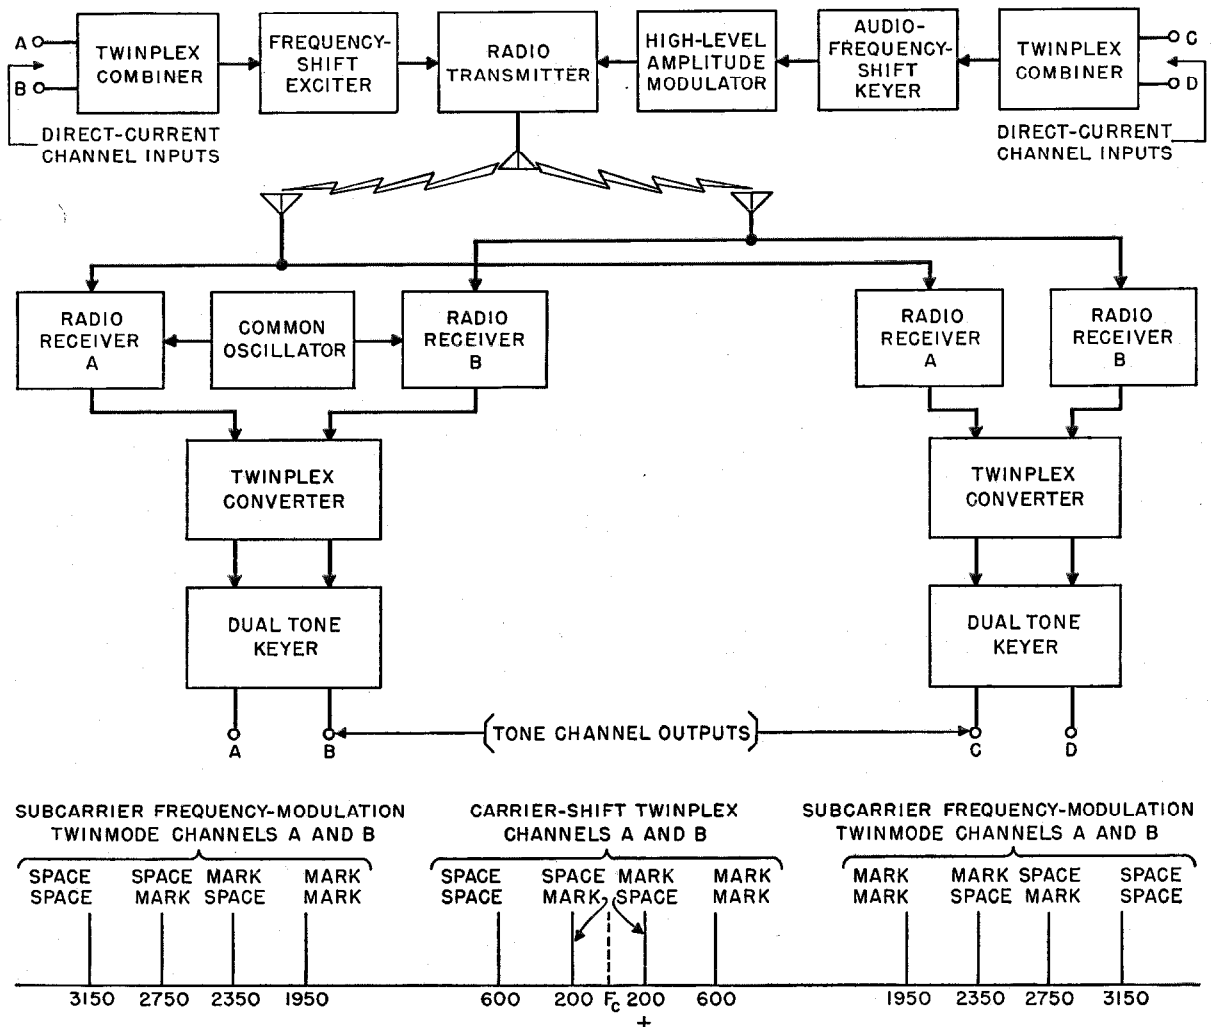 A
B
TWINPLEX
COMBINER
FREQUENCY-
SHIFT
EXCITER
RADIO
TRANSMITTER
HIGH-LEVEL
AMPLITUDE
MODULATOR
AUDIO-
FREQUENCY-
SHIFT
KEYER
TWINPLEX
COMBINER
C
D
DIRECT-CURRENT
CHANNEL INPUTS
DIRECT-CURRENT
CHANNEL INPUTS
RADIO
RECEIVER
A
COMMON
OSCILLATOR
RADIO
RECEIVER
B
RADIO
RECEIVER
A
RADIO
RECEIVER
B
TWINPLEX
CONVERTER
TWINPLEX
CONVERTER
DUAL TONE
KEYER
DUAL TONE
KEYER
A B
(TONE CHANNEL OUTPUTS)
C D
SUBCARRIER FREQUENCY-MODULATION
TWINMODE CHANNELS A AND B
SPACE SPACE MARK MARK
SPACE MARK SPACE MARK
3150 2750 2350 1950
CARRIER-SHIFT TWINPLEX
CHANNELS A AND B
SPACE SPACE MARK MARK
SPACE MARK SPACE MARK
600 200 FC 200 600
+
SUBCARRIER FREQUENCY-MODULATION
TWINMODE CHANNELS A AND B
MARK MARK SPACE SPACE
MARK SPACE MARK SPACE
1950 2350 2750 3150